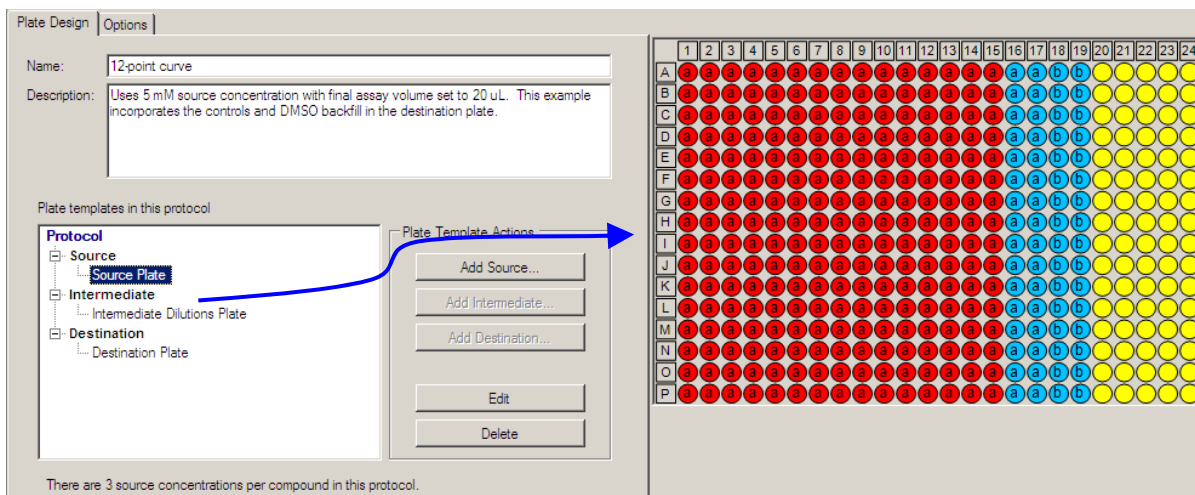 Plate Design Options
Name: 12-point curve
Description: Uses 5 mM source concentration with final assay volume set to 20 uL. This example
incorporates the controls and DMSO backfill in the destination plate.
Plate templates in this protocol
Protocol
Source
Source Plate
Intermediate
Intermediate Dilutions Plate
Destination
Destination Plate
Plate Template Actions
Add Source...
Add Intermediate...
Add Destination...
Edit
Delete
There are 3 source concentrations per compound in this protocol.
1 2 3 4 5 6 7 8 9 10 11 12 13 14 15 16 17 18 19 20 21 22 23 24
A a a a a a a a a a a a a a a a a a b b
B a a a a a a a a a a a a a a a a a b b
C a a a a a a a a a a a a a a a a a b b
D a a a a a a a a a a a a a a a a a b b
E a a a a a a a a a a a a a a a a a b b
F a a a a a a a a a a a a a a a a a b b
G a a a a a a a a a a a a a a a a a b b
H a a a a a a a a a a a a a a a a a b b
I a a a a a a a a a a a a a a a a a b b
J a a a a a a a a a a a a a a a a a b b
K a a a a a a a a a a a a a a a a a b b
L a a a a a a a a a a a a a a a a a b b
M a a a a a a a a a a a a a a a a a b b
N a a a a a a a a a a a a a a a a a b b
O a a a a a a a a a a a a a a a a a b b
P a a a a a a a a a a a a a a a a a b b